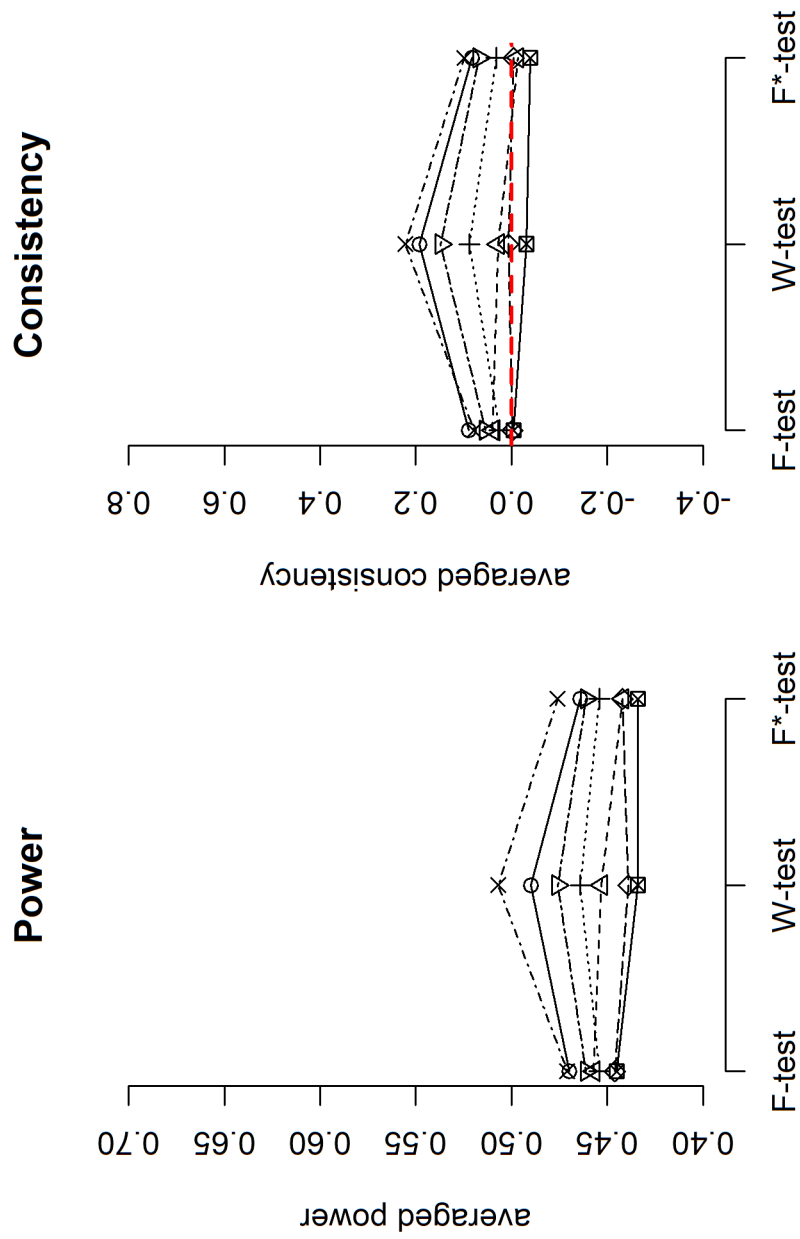 Power
averaged power
0.70
0.65
0.60
0.55
0.50
0.45
0.40
F-test
W-test
F*-test
Consistency
averaged consistency
0.8
0.6
0.4
0.2
0.0
-0.2
-0.4
F-test
W-test
F*-test